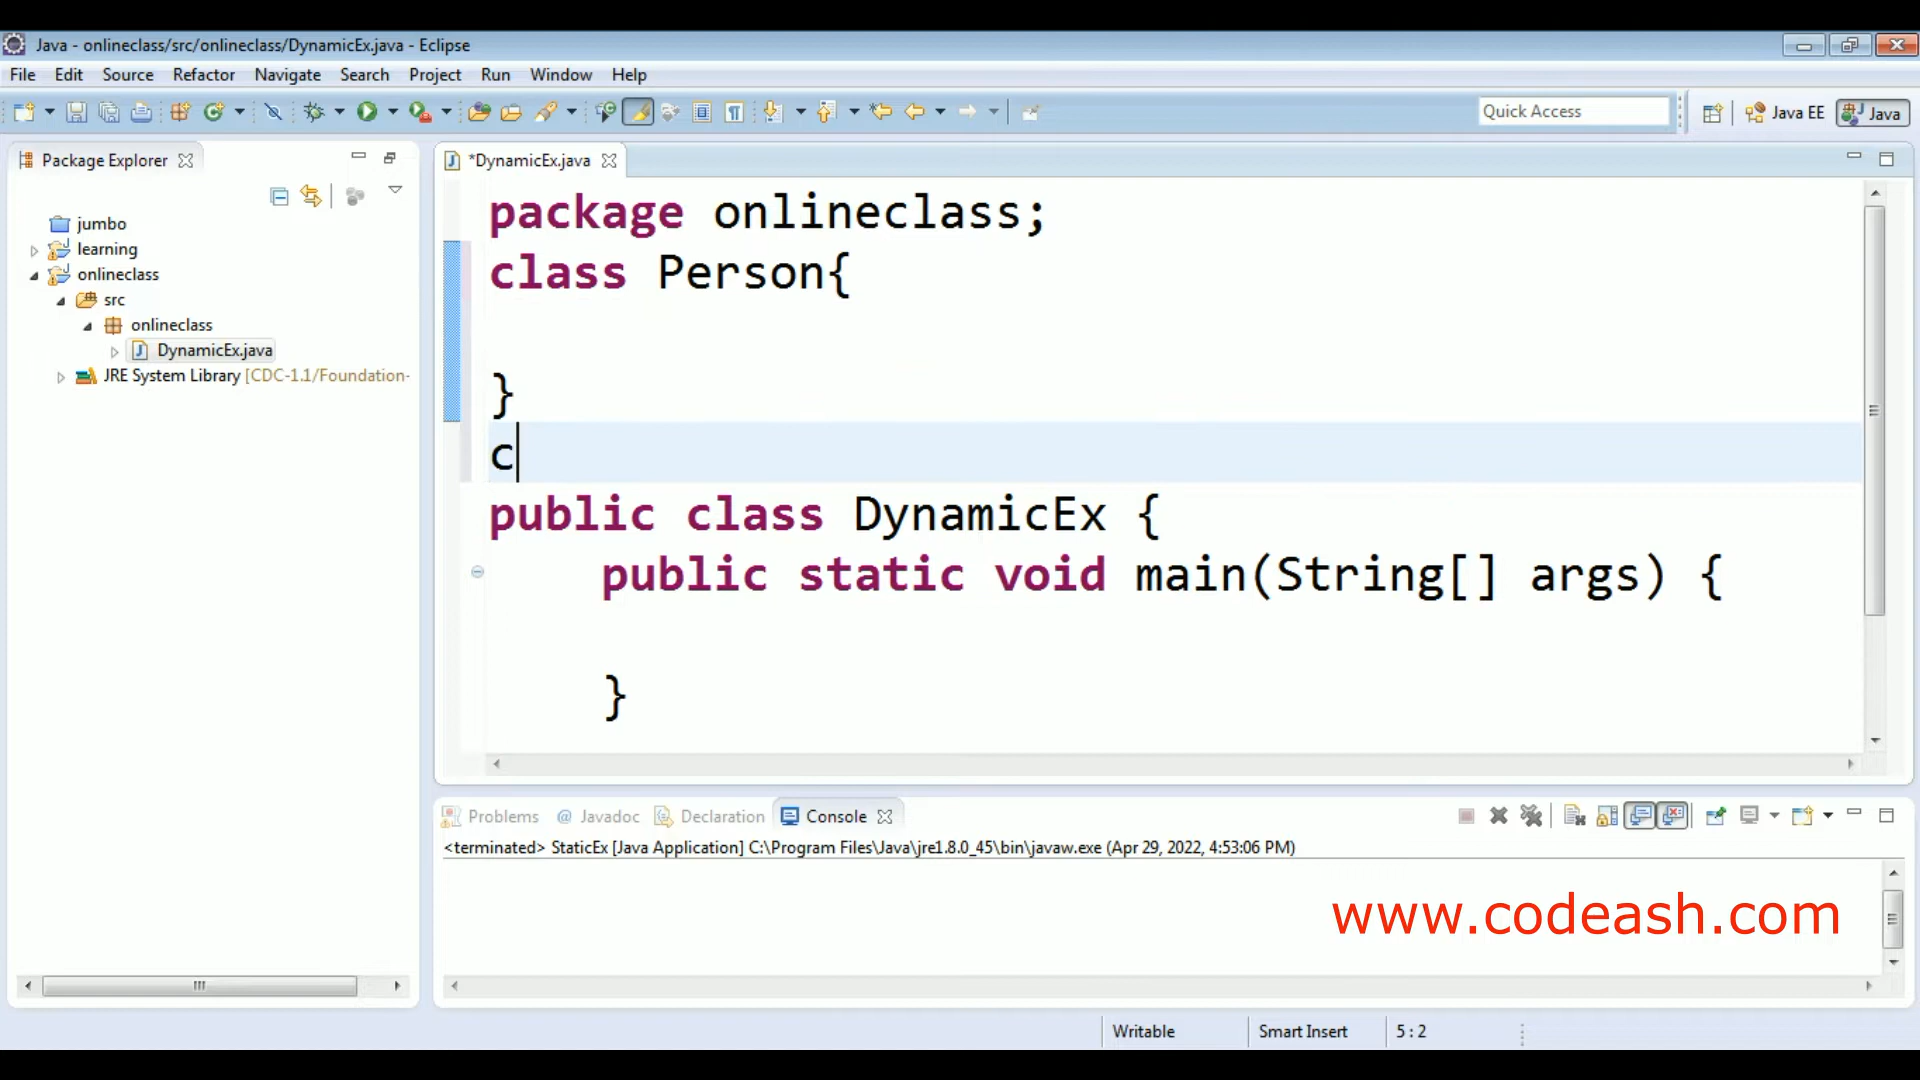 Java - onlineclass/src/onlineclass/DynamicEx.java - Eclipse
File Edit Source Refactor Navigate Search Project Run Window Help
Quick Access
Java EE
Java
Package Explorer
jumbo
learning
onlineclass
src
onlineclass
DynamicEx.java
JRE System Library [CDC-1.1/Foundation-
*DynamicEx.java
package onlineclass;
class Person{
}
c
public class DynamicEx {
public static void main(String[] args) {
}
Problems @ Javadoc Declaration Console
<terminated> StaticEx [Java Application] C:\Program Files\Java\jre1.8.0_45\bin\javaw.exe (Apr 29, 2022, 4:53:06 PM)
www.codeash.com
Writable Smart Insert 5 : 2